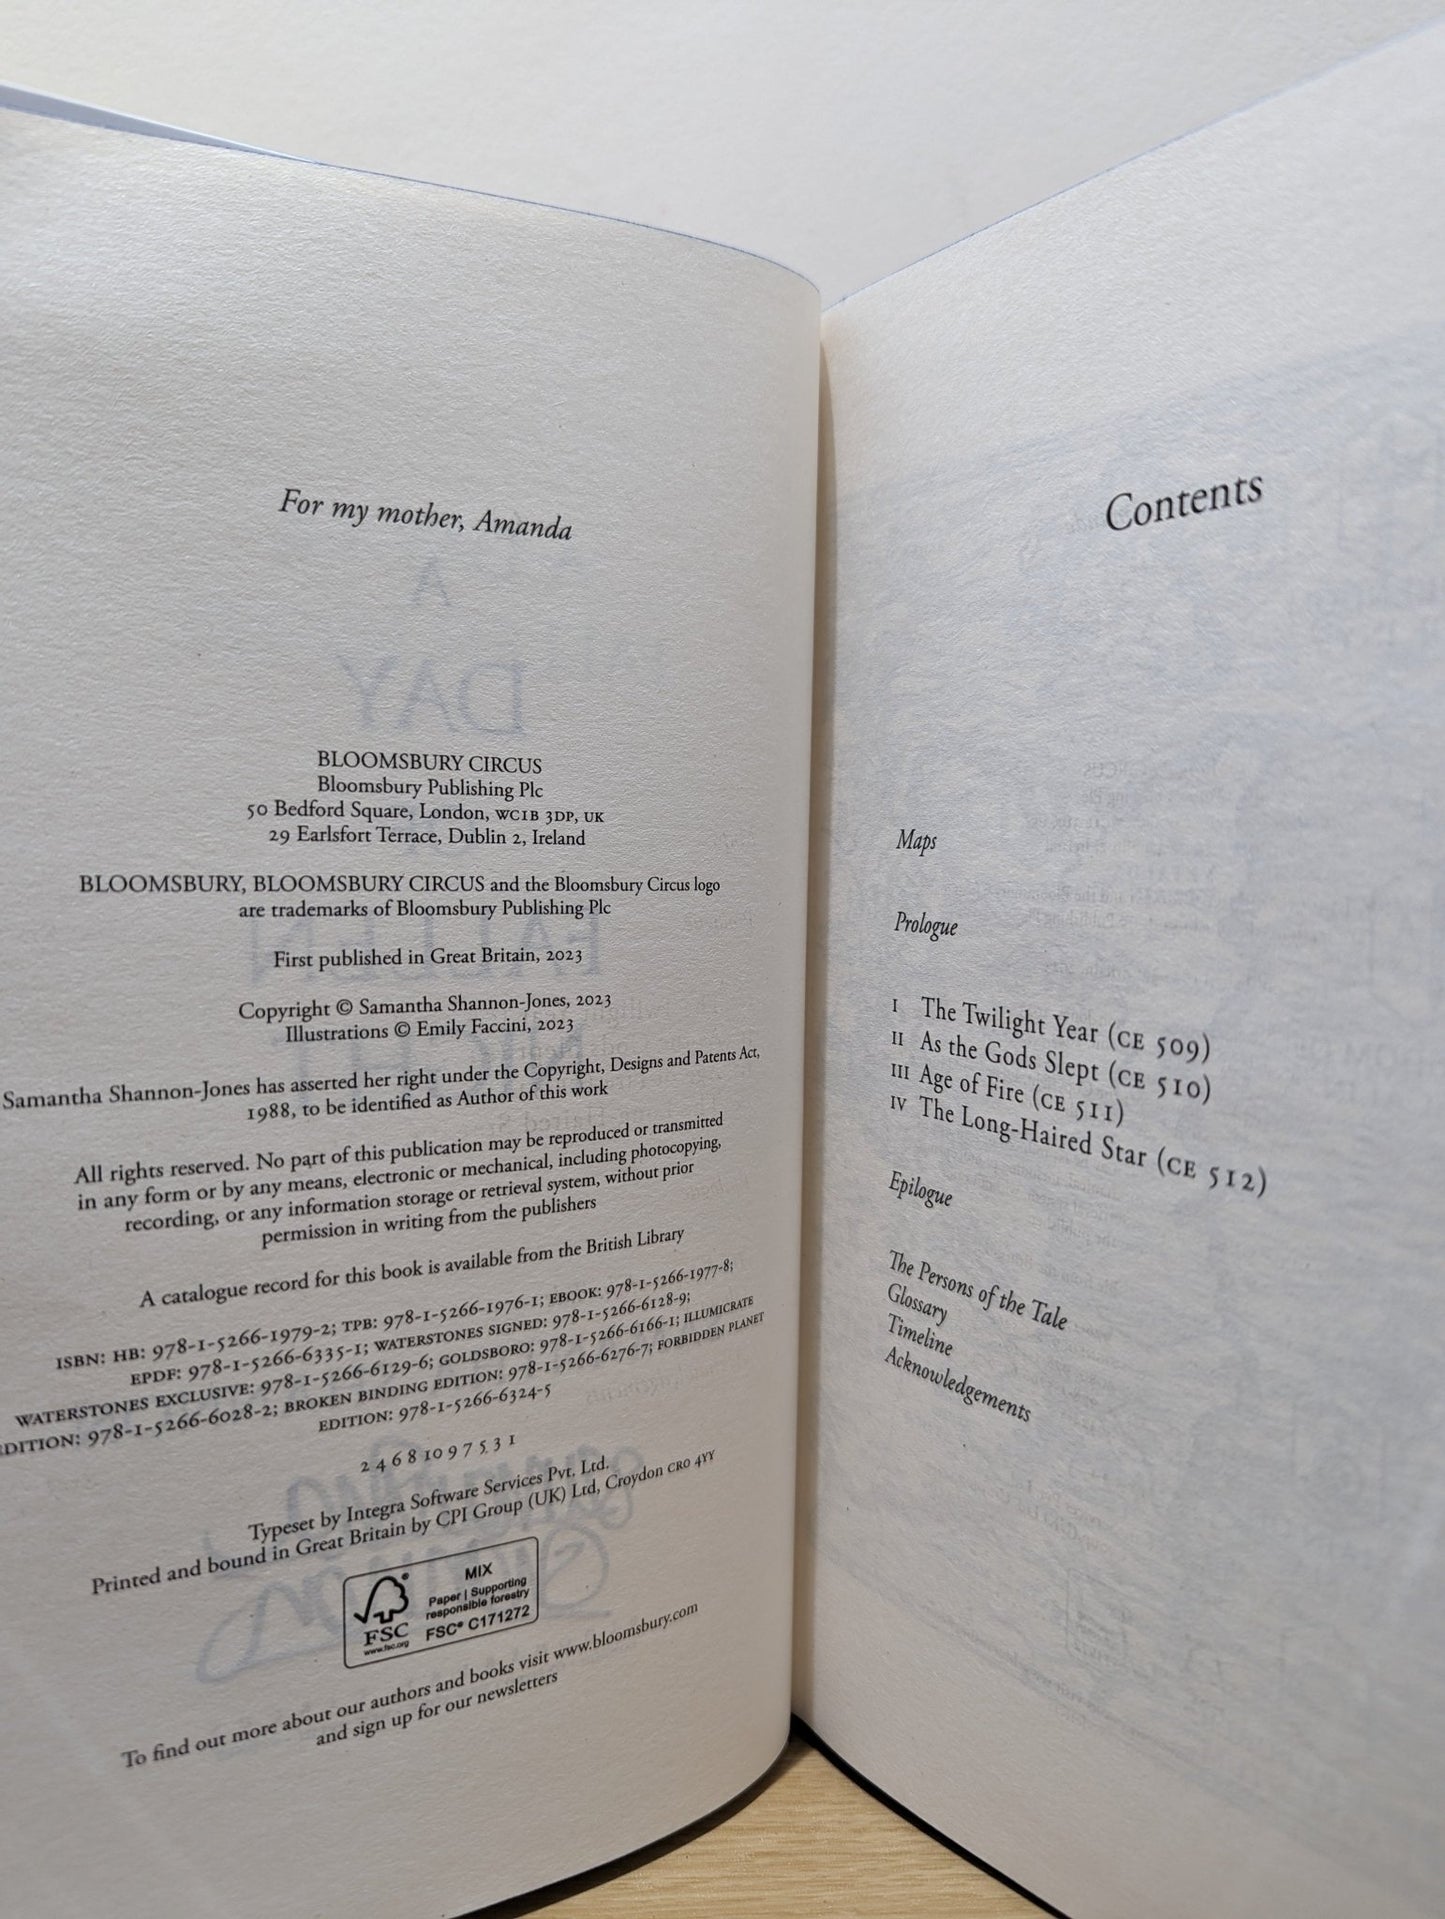 For my mother, Amanda
BLOOMSBURY CIRCUS
Bloomsbury Publishing Plc
50 Bedford Square, London, WC1B 3DP, UK
29 Earlsfort Terrace, Dublin 2, Ireland
BLOOMSBURY, BLOOMSBURY CIRCUS and the Bloomsbury Circus logo
are trademarks of Bloomsbury Publishing Plc
First published in Great Britain, 2023
Copyright © Samantha Shannon-Jones, 2023
Illustrations © Emily Faccini, 2023
Samantha Shannon-Jones has asserted her right under the Copyright, Designs and Patents Act,
1988, to be identified as Author of this work
All rights reserved. No part of this publication may be reproduced or transmitted
in any form or by any means, electronic or mechanical, including photocopying,
recording, or any information storage or retrieval system, without prior
permission in writing from the publishers
A catalogue record for this book is available from the British Library
ISBN: HB: 978-1-5266-1979-2; TPB: 978-1-5266-1976-1; EBOOK: 978-1-5266-1977-8;
EPDF: 978-1-5266-6335-1; WATERSTONES SIGNED: 978-1-5266-6128-9;
WATERSTONES EXCLUSIVE: 978-1-5266-6129-6; GOLDSBORO: 978-1-5266-6166-1; ILLUMICRATE
EDITION: 978-1-5266-6028-2; BROKEN BINDING EDITION: 978-1-5266-6276-7; FORBIDDEN PLANET
EDITION: 978-1-5266-6324-5
2 4 6 8 10 9 7 5 3 1
Typeset by Integra Software Services Pvt. Ltd.
Printed and bound in Great Britain by CPI Group (UK) Ltd, Croydon CR0 4YY
FSC
www.fsc.org
MIX
Paper | Supporting
responsible forestry
FSC® C171272
To find out more about our authors and books visit www.bloomsbury.com
and sign up for our newsletters
Contents
Maps
Prologue
I The Twilight Year (CE 509)
II As the Gods Slept (CE 510)
III Age of Fire (CE 511)
IV The Long-Haired Star (CE 512)
Epilogue
The Persons of the Tale
Glossary
Timeline
Acknowledgements